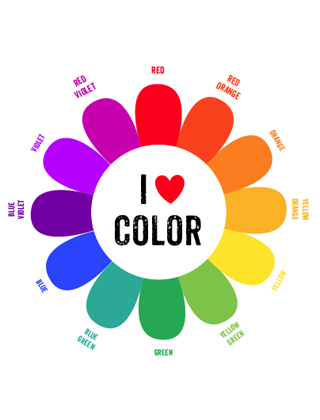 RED
RED
ORANGE
ORANGE
YELLOW
ORANGE
YELLOW
YELLOW
GREEN
GREEN
BLUE
GREEN
BLUE
BLUE
VIOLET
VIOLET
RED
VIOLET
I ❤
COLOR